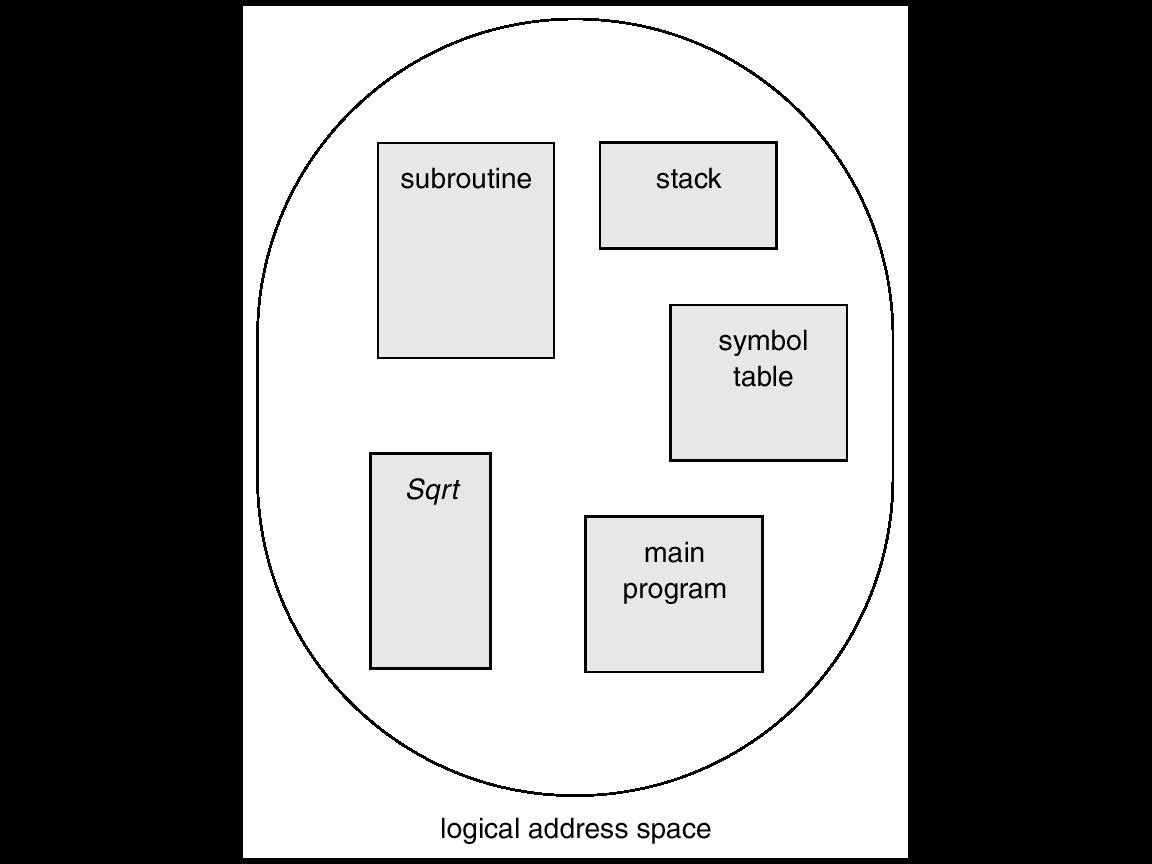 subroutine
stack
symbol
table
Sqrt
main
program
logical address space